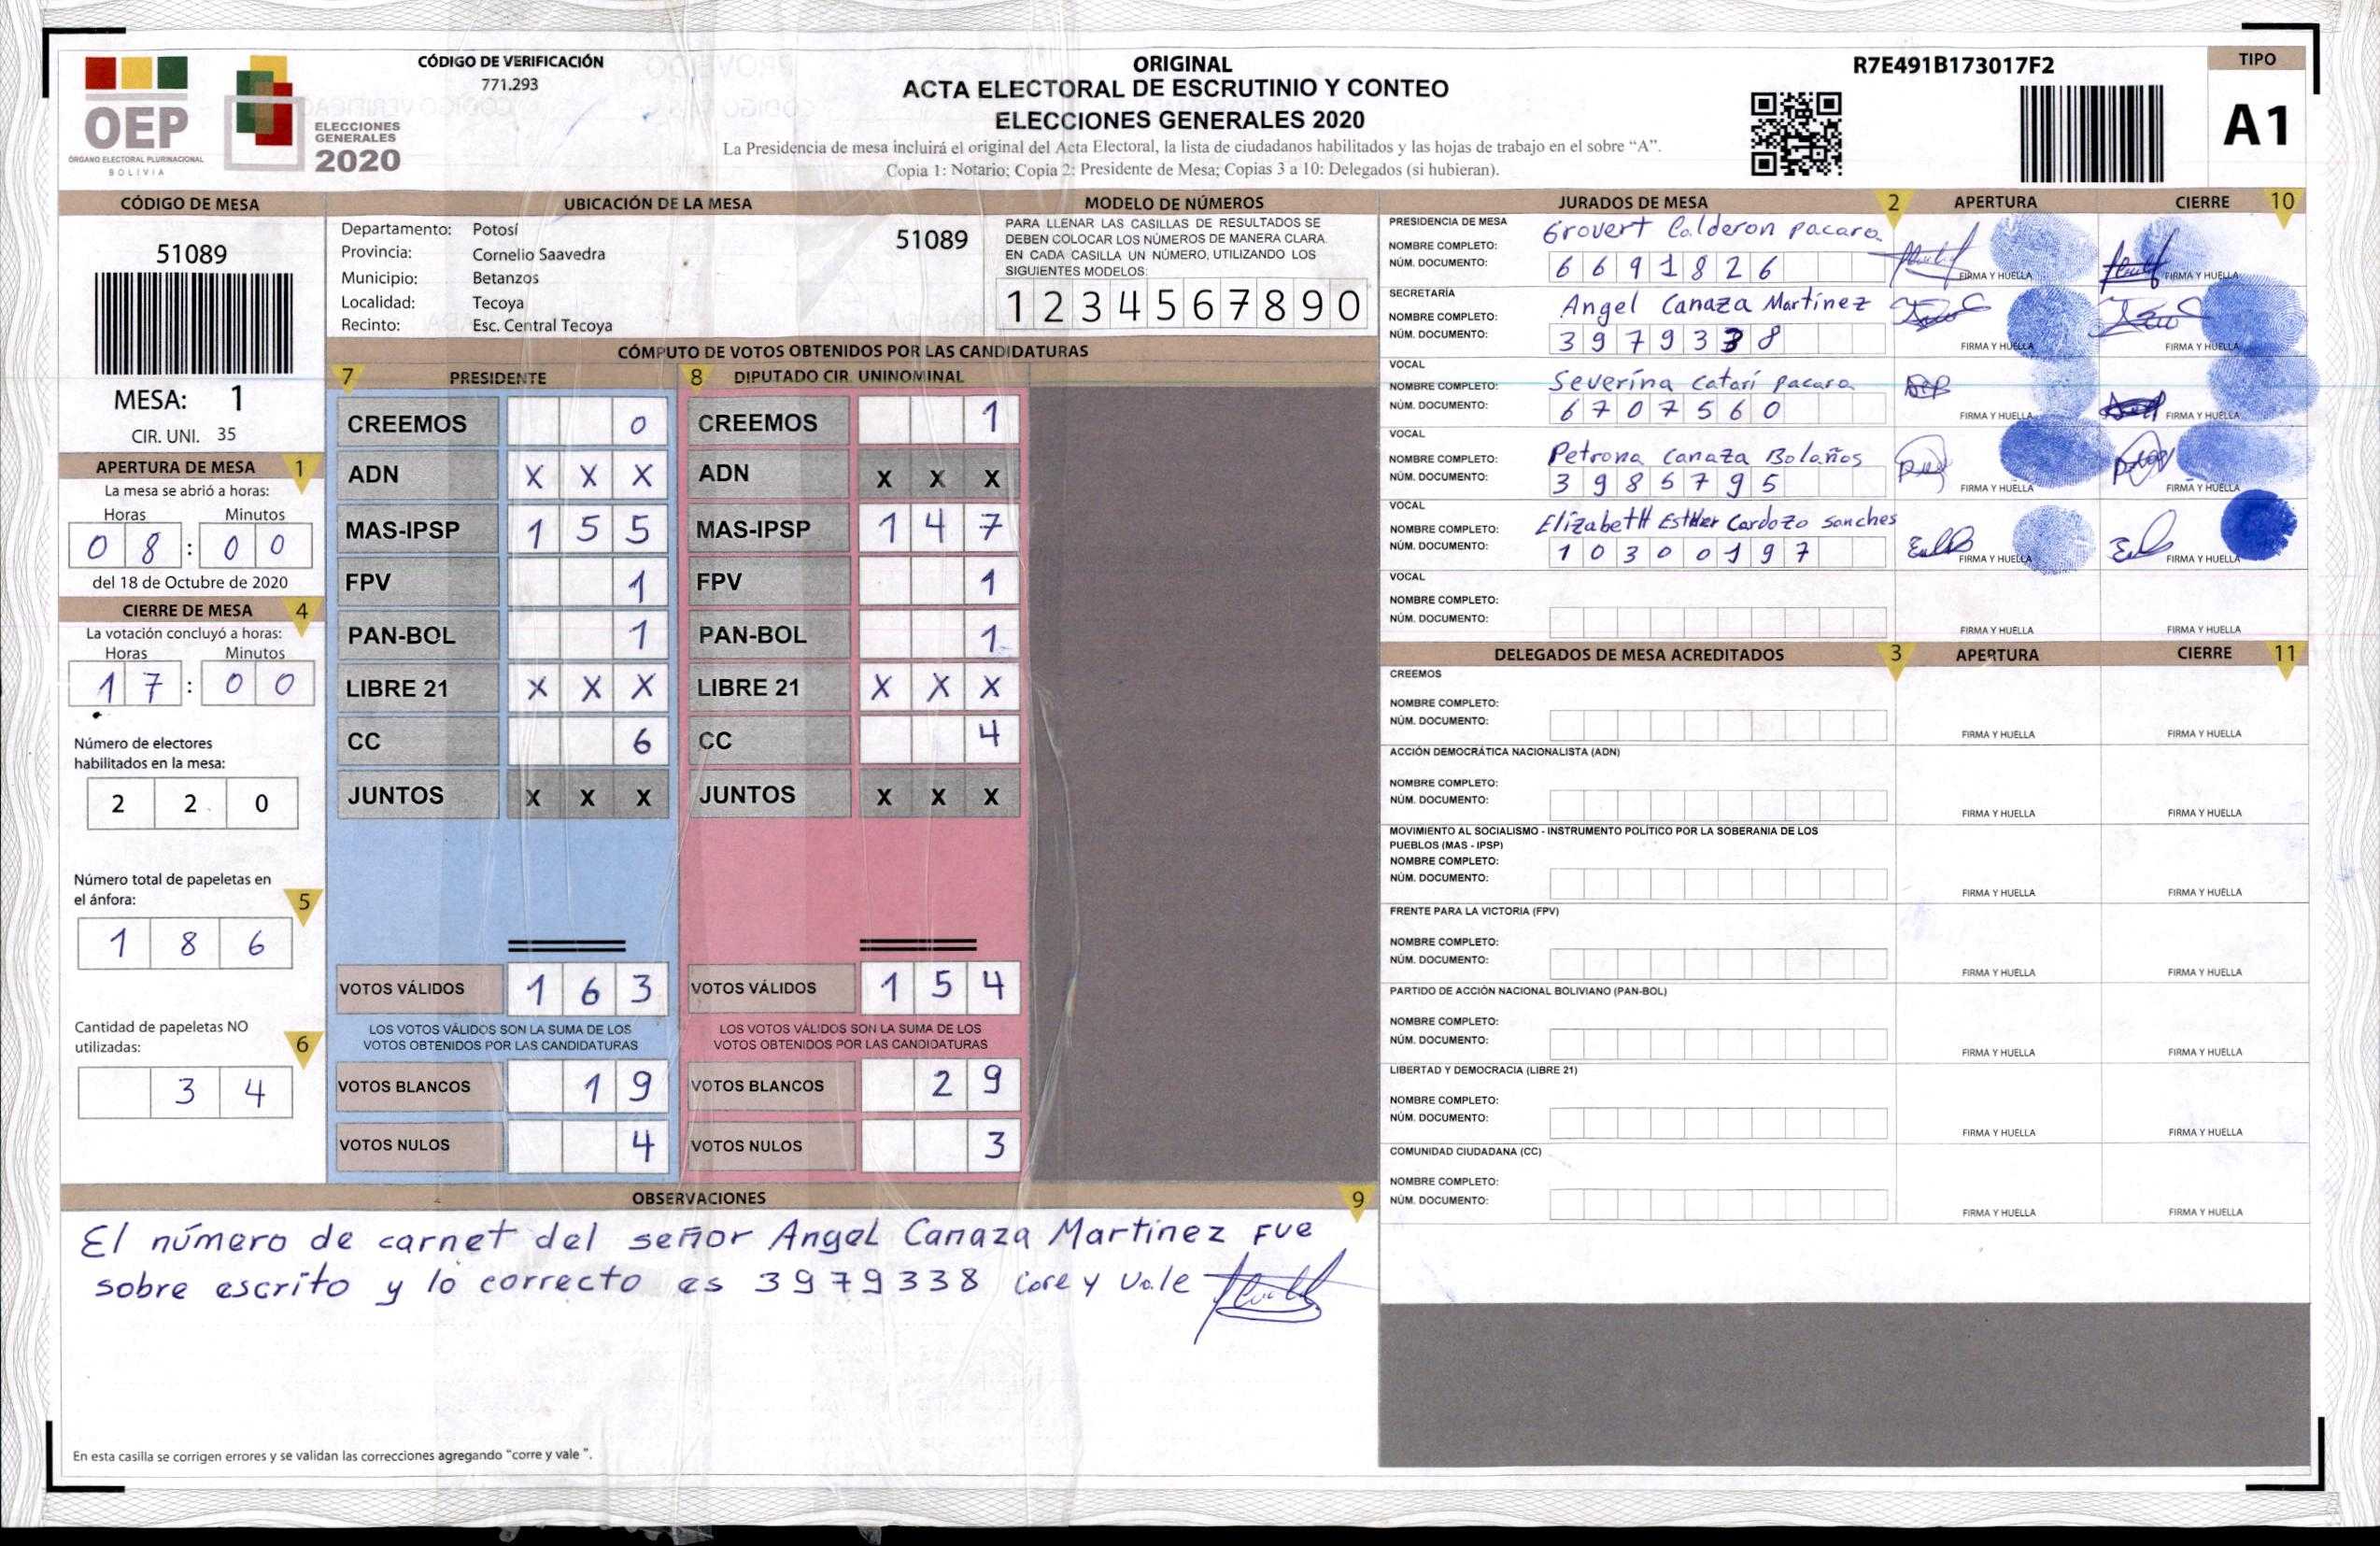 OEP
ÓRGANO ELECTORAL PLURINACIONAL
BOLIVIA
ELECCIONES
GENERALES
2020
CÓDIGO DE VERIFICACIÓN
771.293
ORIGINAL
ACTA ELECTORAL DE ESCRUTINIO Y CONTEO
ELECCIONES GENERALES 2020
La Presidencia de mesa incluirá el original del Acta Electoral, la lista de ciudadanos habilitados y las hojas de trabajo en el sobre “A”.
Copia 1: Notario; Copia 2: Presidente de Mesa; Copias 3 a 10: Delegados (si hubieran).
R7E491B173017F2
TIPO
A1
CÓDIGO DE MESA
51089
MESA: 1
CIR. UNI. 35
APERTURA DE MESA 1
La mesa se abrió a horas:
Horas Minutos
0 8 : 0 0
del 18 de Octubre de 2020
CIERRE DE MESA 4
La votación concluyó a horas:
Horas Minutos
1 7 : 0 0
Número de electores
habilitados en la mesa:
2 2 0
Número total de papeletas en
el ánfora: 5
1 8 6
Cantidad de papeletas NO
utilizadas: 6
3 4
UBICACIÓN DE LA MESA
Departamento: Potosí
Provincia: Cornelio Saavedra
Municipio: Betanzos
Localidad: Tecoya
Recinto: Esc. Central Tecoya
51089
MODELO DE NÚMEROS
PARA LLENAR LAS CASILLAS DE RESULTADOS SE
DEBEN COLOCAR LOS NÚMEROS DE MANERA CLARA.
EN CADA CASILLA UN NÚMERO, UTILIZANDO LOS
SIGUIENTES MODELOS:
1 2 3 4 5 6 7 8 9 0
CÓMPUTO DE VOTOS OBTENIDOS POR LAS CANDIDATURAS
7 PRESIDENTE
CREEMOS 0
ADN X X X
MAS-IPSP 1 5 5
FPV 1
PAN-BOL 1
LIBRE 21 X X X
CC 6
JUNTOS X X X
VOTOS VÁLIDOS 1 6 3
LOS VOTOS VÁLIDOS SON LA SUMA DE LOS
VOTOS OBTENIDOS POR LAS CANDIDATURAS
VOTOS BLANCOS 1 9
VOTOS NULOS 4
8 DIPUTADO CIR. UNINOMINAL
CREEMOS 1
ADN X X X
MAS-IPSP 1 4 7
FPV 1
PAN-BOL 1
LIBRE 21 X X X
CC 4
JUNTOS X X X
VOTOS VÁLIDOS 1 5 4
LOS VOTOS VÁLIDOS SON LA SUMA DE LOS
VOTOS OBTENIDOS POR LAS CANDIDATURAS
VOTOS BLANCOS 2 9
VOTOS NULOS 3
OBSERVACIONES 9
El número de carnet del señor Angel Canaza Martinez fue
sobre escrito y lo correcto es 3979338 Core y Vale
En esta casilla se corrigen errores y se validan las correcciones agregando “corre y vale ”.
JURADOS DE MESA 2 APERTURA CIERRE 10
PRESIDENCIA DE MESA
NOMBRE COMPLETO: Grovert Calderon pacara
NÚM. DOCUMENTO: 6 6 9 1 8 2 6
FIRMA Y HUELLA FIRMA Y HUELLA
SECRETARÍA
NOMBRE COMPLETO: Angel Canaza Martinez
NÚM. DOCUMENTO: 3 9 7 9 3 3 8
FIRMA Y HUELLA FIRMA Y HUELLA
VOCAL
NOMBRE COMPLETO: Severina Catari pacara
NÚM. DOCUMENTO: 6 7 0 7 5 6 0
FIRMA Y HUELLA FIRMA Y HUELLA
VOCAL
NOMBRE COMPLETO: Petrona Canaza Bolaños
NÚM. DOCUMENTO: 3 9 8 5 7 9 5
FIRMA Y HUELLA FIRMA Y HUELLA
VOCAL
NOMBRE COMPLETO: Elizabeth Esther Cardozo Sanches
NÚM. DOCUMENTO: 1 0 3 0 0 1 9 7
FIRMA Y HUELLA FIRMA Y HUELLA
VOCAL
NOMBRE COMPLETO:
NÚM. DOCUMENTO:
FIRMA Y HUELLA FIRMA Y HUELLA
DELEGADOS DE MESA ACREDITADOS 3 APERTURA CIERRE 11
CREEMOS
NOMBRE COMPLETO:
NÚM. DOCUMENTO:
FIRMA Y HUELLA FIRMA Y HUELLA
ACCIÓN DEMOCRÁTICA NACIONALISTA (ADN)
NOMBRE COMPLETO:
NÚM. DOCUMENTO:
FIRMA Y HUELLA FIRMA Y HUELLA
MOVIMIENTO AL SOCIALISMO - INSTRUMENTO POLÍTICO POR LA SOBERANIA DE LOS
PUEBLOS (MAS - IPSP)
NOMBRE COMPLETO:
NÚM. DOCUMENTO:
FIRMA Y HUELLA FIRMA Y HUELLA
FRENTE PARA LA VICTORIA (FPV)
NOMBRE COMPLETO:
NÚM. DOCUMENTO:
FIRMA Y HUELLA FIRMA Y HUELLA
PARTIDO DE ACCIÓN NACIONAL BOLIVIANO (PAN-BOL)
NOMBRE COMPLETO:
NÚM. DOCUMENTO:
FIRMA Y HUELLA FIRMA Y HUELLA
LIBERTAD Y DEMOCRACIA (LIBRE 21)
NOMBRE COMPLETO:
NÚM. DOCUMENTO:
FIRMA Y HUELLA FIRMA Y HUELLA
COMUNIDAD CIUDADANA (CC)
NOMBRE COMPLETO:
NÚM. DOCUMENTO:
FIRMA Y HUELLA FIRMA Y HUELLA